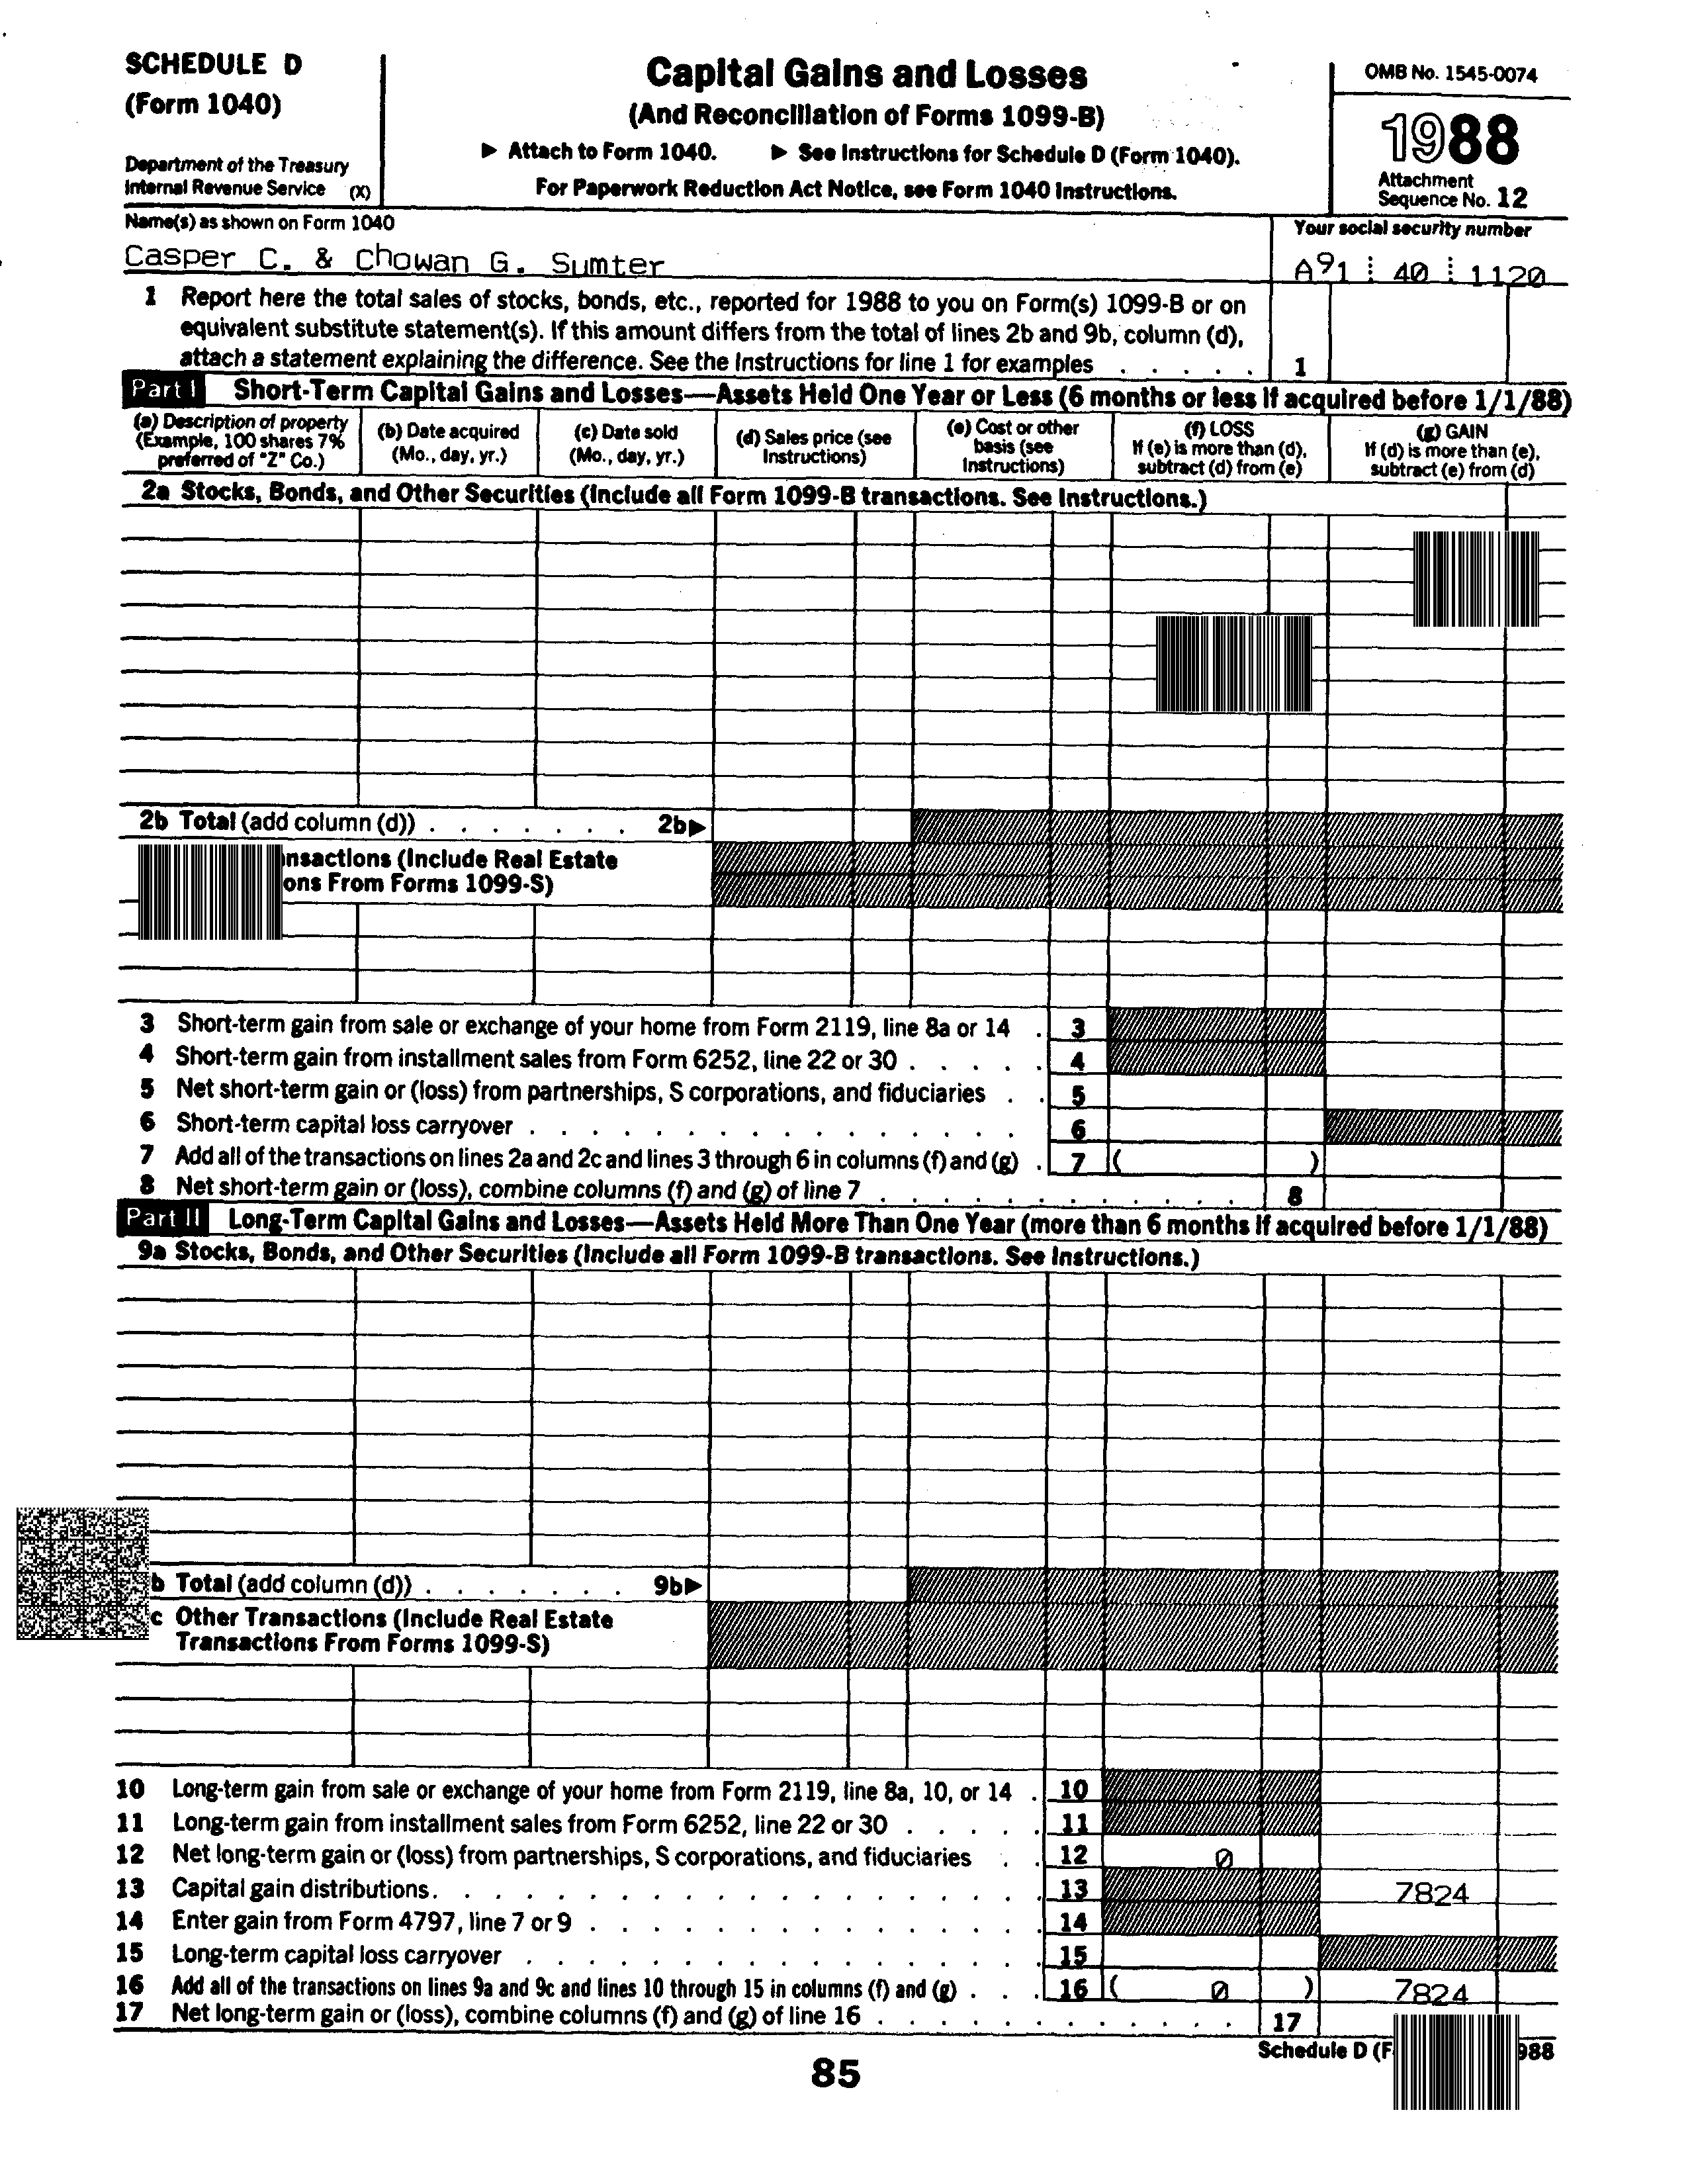 SCHEDULE D
(Form 1040)
Department of the Treasury
Internal Revenue Service (X)
Capital Gains and Losses
(And Reconciliation of Forms 1099-B)
▶ Attach to Form 1040. ▶ See Instructions for Schedule D (Form 1040).
For Paperwork Reduction Act Notice, see Form 1040 Instructions.
OMB No. 1545-0074
1988
Attachment
Sequence No. 12
Name(s) as shown on Form 1040
Your social security number
Casper C. & Chowan G. Sumter
A91 40 1120
1 Report here the total sales of stocks, bonds, etc., reported for 1988 to you on Form(s) 1099-B or on
equivalent substitute statement(s). If this amount differs from the total of lines 2b and 9b, column (d),
attach a statement explaining the difference. See the Instructions for line 1 for examples . . . . . 1
Part I Short-Term Capital Gains and Losses—Assets Held One Year or Less (6 months or less if acquired before 1/1/88)
(a) Description of property
(Example, 100 shares 7%
preferred of "Z" Co.)
(b) Date acquired
(Mo., day, yr.)
(c) Date sold
(Mo., day, yr.)
(d) Sales price (see
Instructions)
(e) Cost or other
basis (see
Instructions)
(f) LOSS
If (e) is more than (d),
subtract (d) from (e)
(g) GAIN
If (d) is more than (e),
subtract (e) from (d)
2a Stocks, Bonds, and Other Securities (Include all Form 1099-B transactions. See Instructions.)
2b Total (add column (d)) . . . . . . . 2b▶
nsactions (Include Real Estate
ons From Forms 1099-S)
3 Short-term gain from sale or exchange of your home from Form 2119, line 8a or 14 . 3
4 Short-term gain from installment sales from Form 6252, line 22 or 30 . . . . . 4
5 Net short-term gain or (loss) from partnerships, S corporations, and fiduciaries . . 5
6 Short-term capital loss carryover . . . . . . . . . . . . . . . . 6
7 Add all of the transactions on lines 2a and 2c and lines 3 through 6 in columns (f) and (g) . 7 ( )
8 Net short-term gain or (loss), combine columns (f) and (g) of line 7 . . . . . . . . . . . . 8
Part II Long-Term Capital Gains and Losses—Assets Held More Than One Year (more than 6 months if acquired before 1/1/88)
9a Stocks, Bonds, and Other Securities (Include all Form 1099-B transactions. See Instructions.)
b Total (add column (d)) . . . . . . . 9b▶
c Other Transactions (Include Real Estate
Transactions From Forms 1099-S)
10 Long-term gain from sale or exchange of your home from Form 2119, line 8a, 10, or 14 . 10
11 Long-term gain from installment sales from Form 6252, line 22 or 30 . . . . . 11
12 Net long-term gain or (loss) from partnerships, S corporations, and fiduciaries . . 12 0
13 Capital gain distributions. . . . . . . . . . . . . . . . . . . 13 7824
14 Enter gain from Form 4797, line 7 or 9 . . . . . . . . . . . . . . 14
15 Long-term capital loss carryover . . . . . . . . . . . . . . . . 15
16 Add all of the transactions on lines 9a and 9c and lines 10 through 15 in columns (f) and (g) . . . 16 ( 0 ) 7824
17 Net long-term gain or (loss), combine columns (f) and (g) of line 16 . . . . . . . . . . . . 17
Schedule D (F 988
85